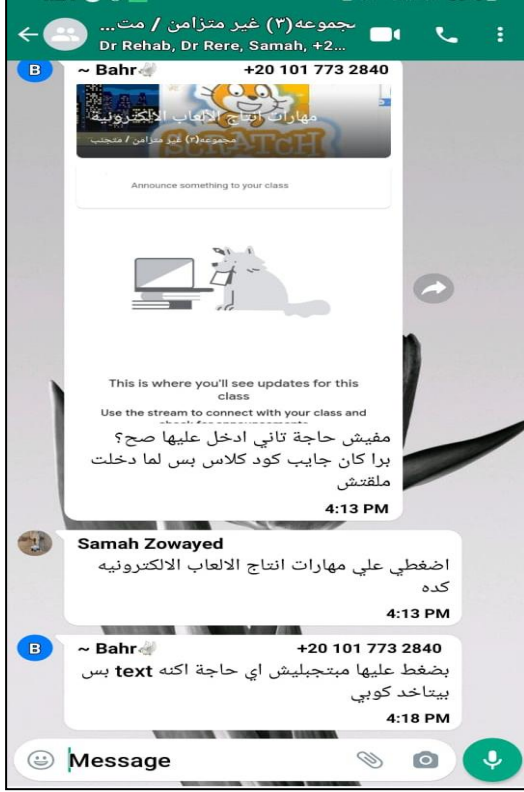 مجموعه(٣) غير متزامن / مت...
Dr Rehab, Dr Rere, Samah, +2...
B
~ Bahr
+20 101 773 2840
مهارات انتاج الالعاب الالكترونية
SCRATCH
مجموعه(٣) غير متزامن / متجنب
Announce something to your class
This is where you'll see updates for this
class
Use the stream to connect with your class and
check for announcements
مفيش حاجة تاني ادخل عليها صح؟
برا كان جايب كود كلاس بس لما دخلت
ملقتش
4:13 PM
Samah Zowayed
اضغطي علي مهارات انتاج الالعاب الالكترونيه
كده
4:13 PM
B
~ Bahr
+20 101 773 2840
بضغط عليها مبتجبليش اي حاجة اكنه text بس
بيتاخد كوبي
4:18 PM
Message